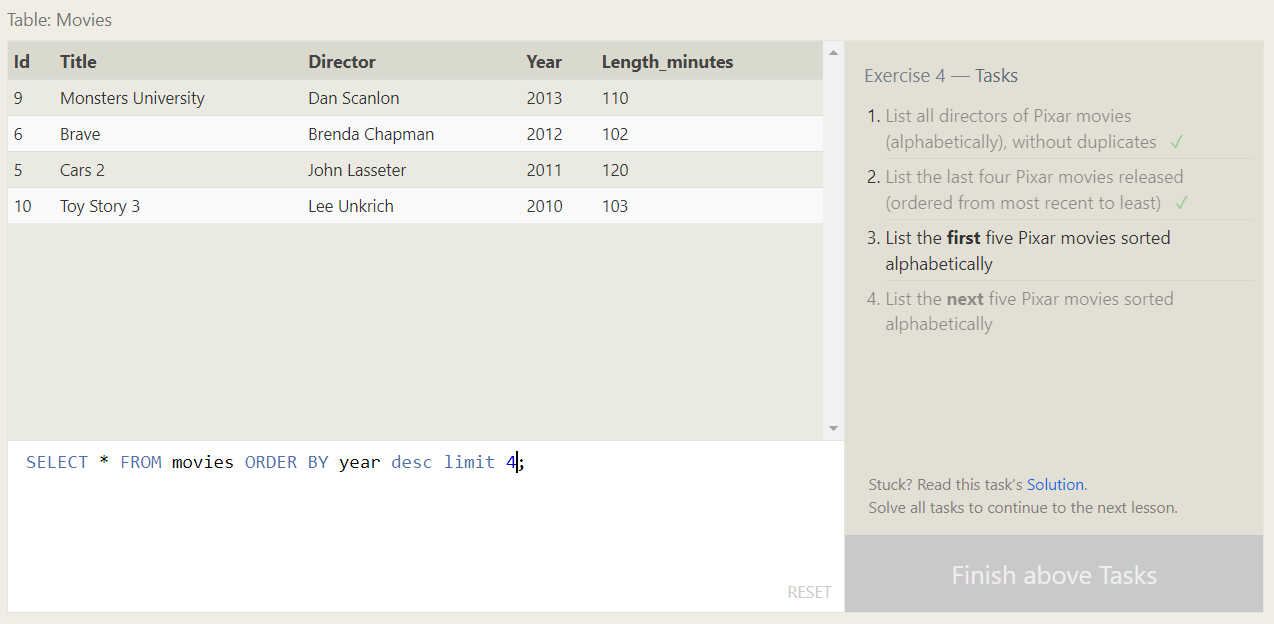 Table: Movies
Id Title Director Year Length_minutes
9 Monsters University Dan Scanlon 2013 110
6 Brave Brenda Chapman 2012 102
5 Cars 2 John Lasseter 2011 120
10 Toy Story 3 Lee Unkrich 2010 103
SELECT * FROM movies ORDER BY year desc limit 4;
RESET
Exercise 4 — Tasks
1. List all directors of Pixar movies
(alphabetically), without duplicates ✓
2. List the last four Pixar movies released
(ordered from most recent to least) ✓
3. List the first five Pixar movies sorted
alphabetically
4. List the next five Pixar movies sorted
alphabetically
Stuck? Read this task's Solution.
Solve all tasks to continue to the next lesson.
Finish above Tasks